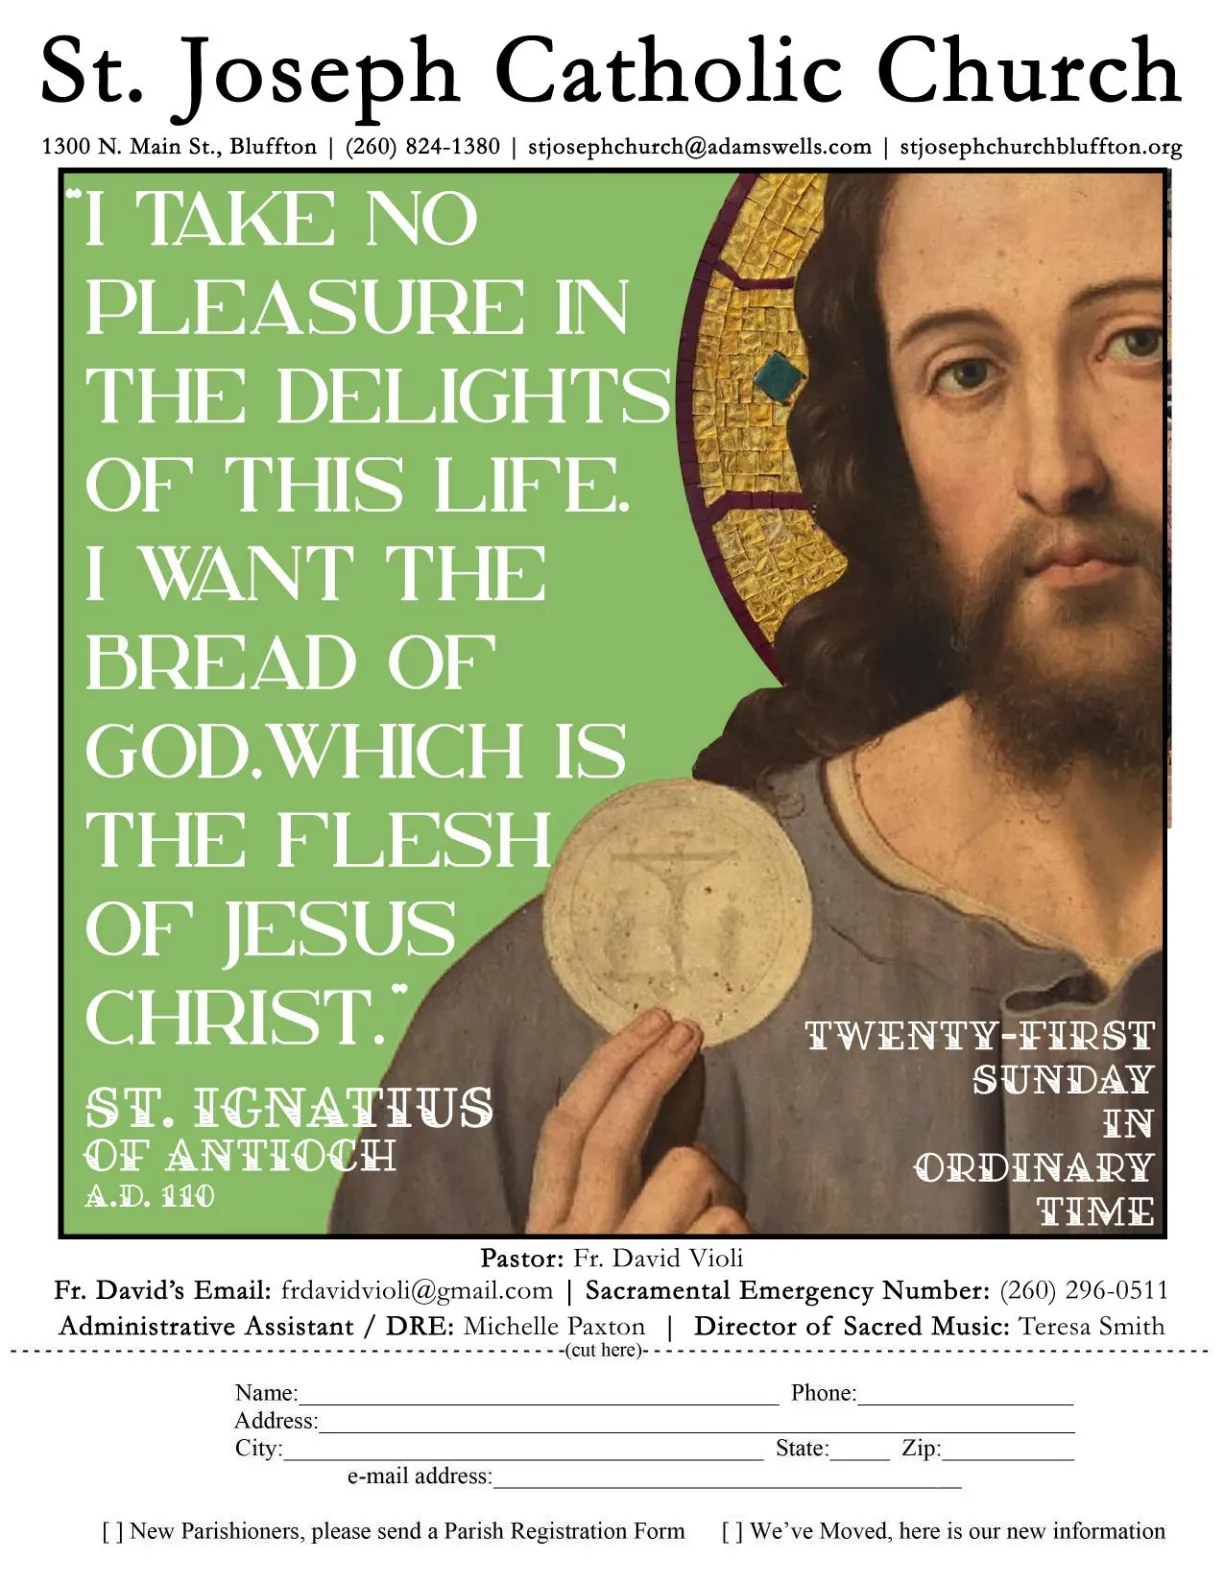 St. Joseph Catholic Church
1300 N. Main St., Bluffton | (260) 824-1380 | stjosephchurch@adamswells.com | stjosephchurchbluffton.org
"I TAKE NO
PLEASURE IN
THE DELIGHTS
OF THIS LIFE.
I WANT THE
BREAD OF
GOD,WHICH IS
THE FLESH
OF JESUS
CHRIST."
ST. IGNATIUS
OF ANTIOCH
A.D. 110
TWENTY-FIRST
SUNDAY
IN
ORDINARY
TIME
Pastor: Fr. David Violi
Fr. David's Email: frdavidvioli@gmail.com | Sacramental Emergency Number: (260) 296-0511
Administrative Assistant / DRE: Michelle Paxton | Director of Sacred Music: Teresa Smith
(cut here)
Name: Phone:
Address:
City: State: Zip:
e-mail address:
[ ] New Parishioners, please send a Parish Registration Form [ ] We've Moved, here is our new information